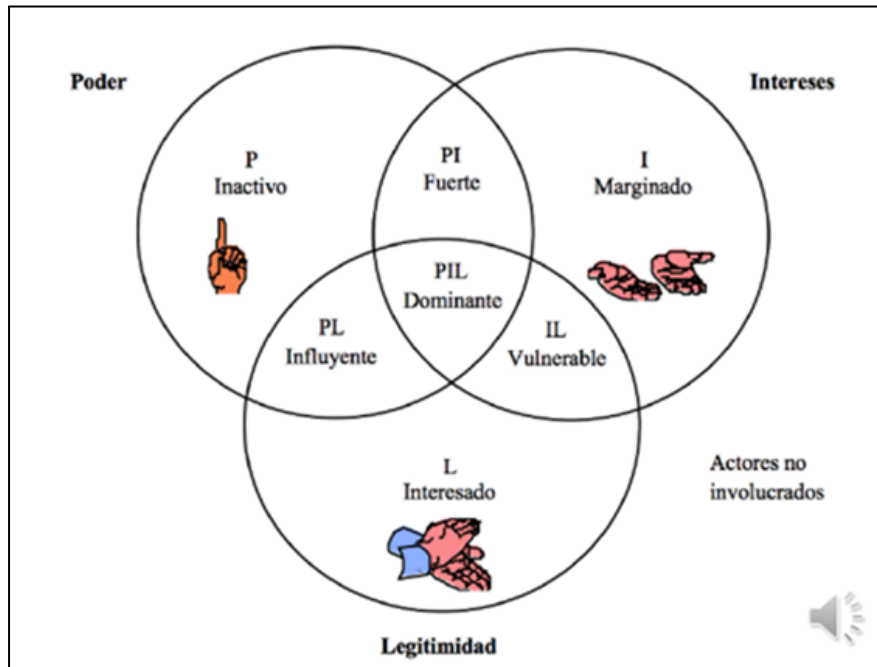 Poder
Intereses
P
Inactivo
PI
Fuerte
I
Marginado
PIL
Dominante
PL
Influyente
IL
Vulnerable
L
Interesado
Actores no
involucrados
Legitimidad